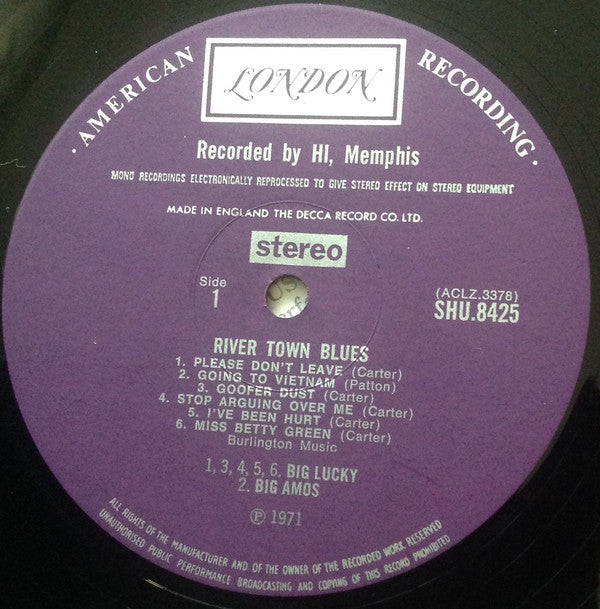 · AMERICAN RECORDING ·
LONDON
Recorded by HI, Memphis
MONO RECORDINGS ELECTRONICALLY REPROCESSED TO GIVE STEREO EFFECT ON STEREO EQUIPMENT
MADE IN ENGLAND THE DECCA RECORD CO. LTD.
stereo
Side
1
(ACLZ.3378)
SHU.8425
RIVER TOWN BLUES
1. PLEASE DON'T LEAVE (Carter)
2. GOING TO VIETNAM (Patton)
3. GOOFER DUST (Carter)
4. STOP ARGUING OVER ME (Carter)
5. I'VE BEEN HURT (Carter)
6. MISS BETTY GREEN (Carter)
Burlington Music
1, 3, 4, 5, 6. BIG LUCKY
2. BIG AMOS
℗ 1971
ALL RIGHTS OF THE MANUFACTURER AND OF THE OWNER OF THE RECORDED WORK RESERVED
UNAUTHORISED PUBLIC PERFORMANCE BROADCASTING AND COPYING OF THIS RECORD PROHIBITED